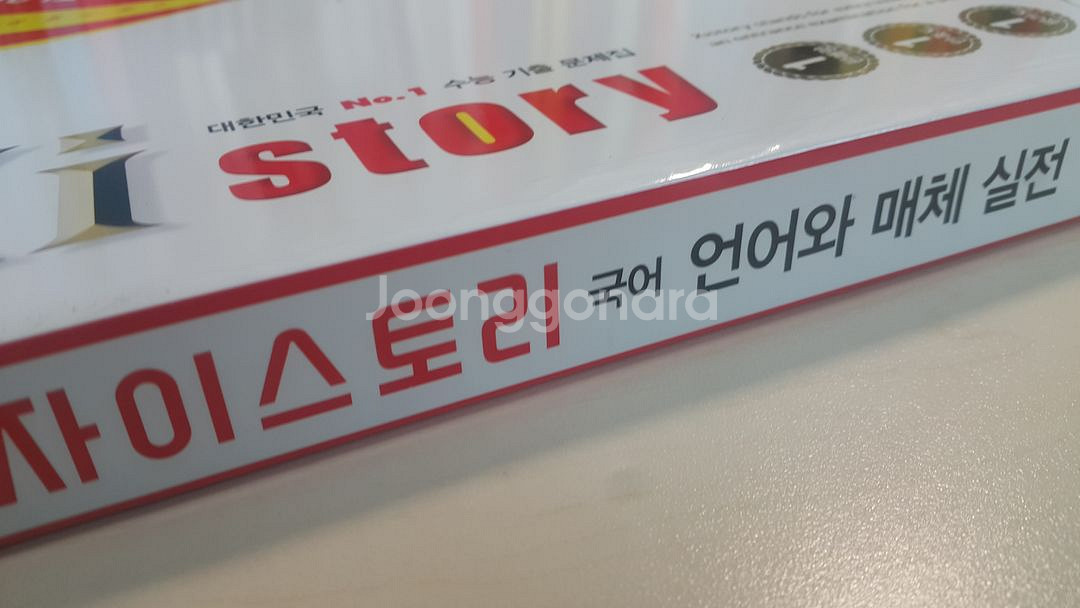 대한민국 No.1 수능 기출 문제집
i story
자이스토리 국어 언어와 매체 실전
Joonggonara